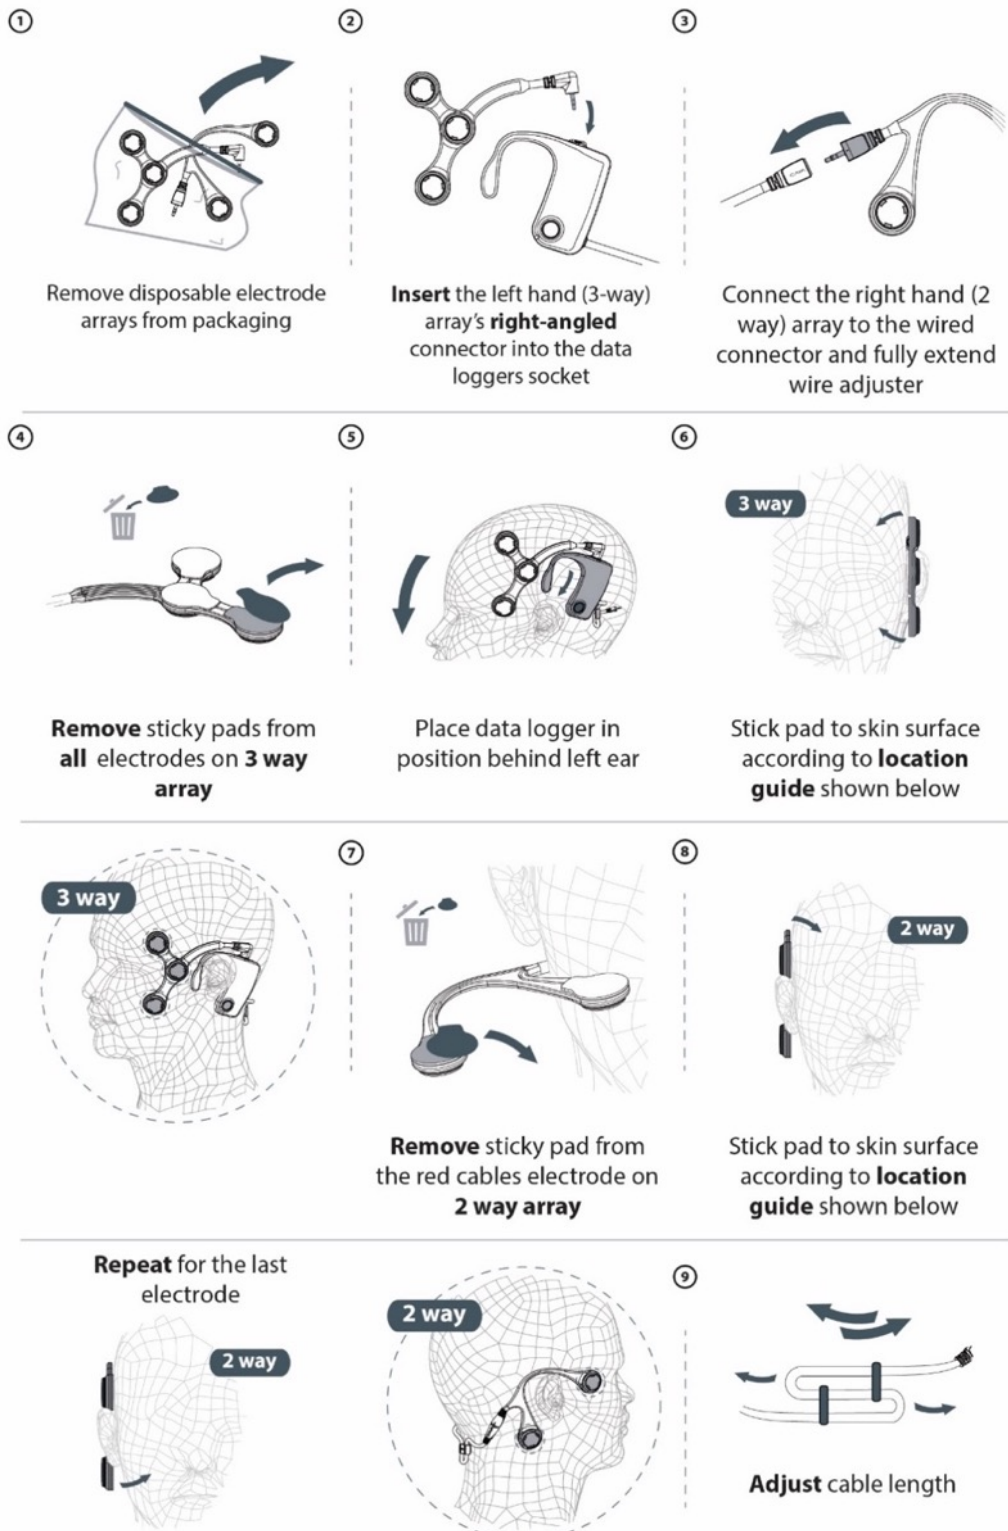 1
Remove disposable electrode
arrays from packaging
2
Insert the left hand (3-way)
array's right-angled
connector into the data
loggers socket
3
Connect the right hand (2
way) array to the wired
connector and fully extend
wire adjuster
4
Remove sticky pads from
all electrodes on 3 way
array
5
Place data logger in
position behind left ear
6
3 way
Stick pad to skin surface
according to location
guide shown below
3 way
7
Remove sticky pad from
the red cables electrode on
2 way array
8
2 way
Stick pad to skin surface
according to location
guide shown below
Repeat for the last
electrode
2 way
2 way
9
Adjust cable length